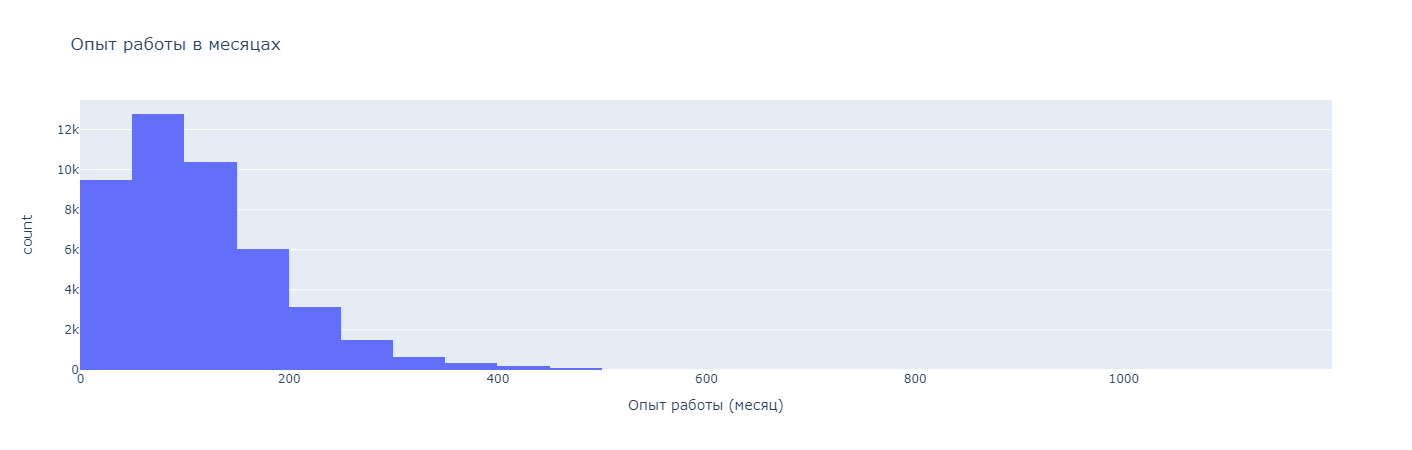 Опыт работы в месяцах
12k
10k
8k
6k
4k
2k
0
count
0 200 400 600 800 1000
Опыт работы (месяц)